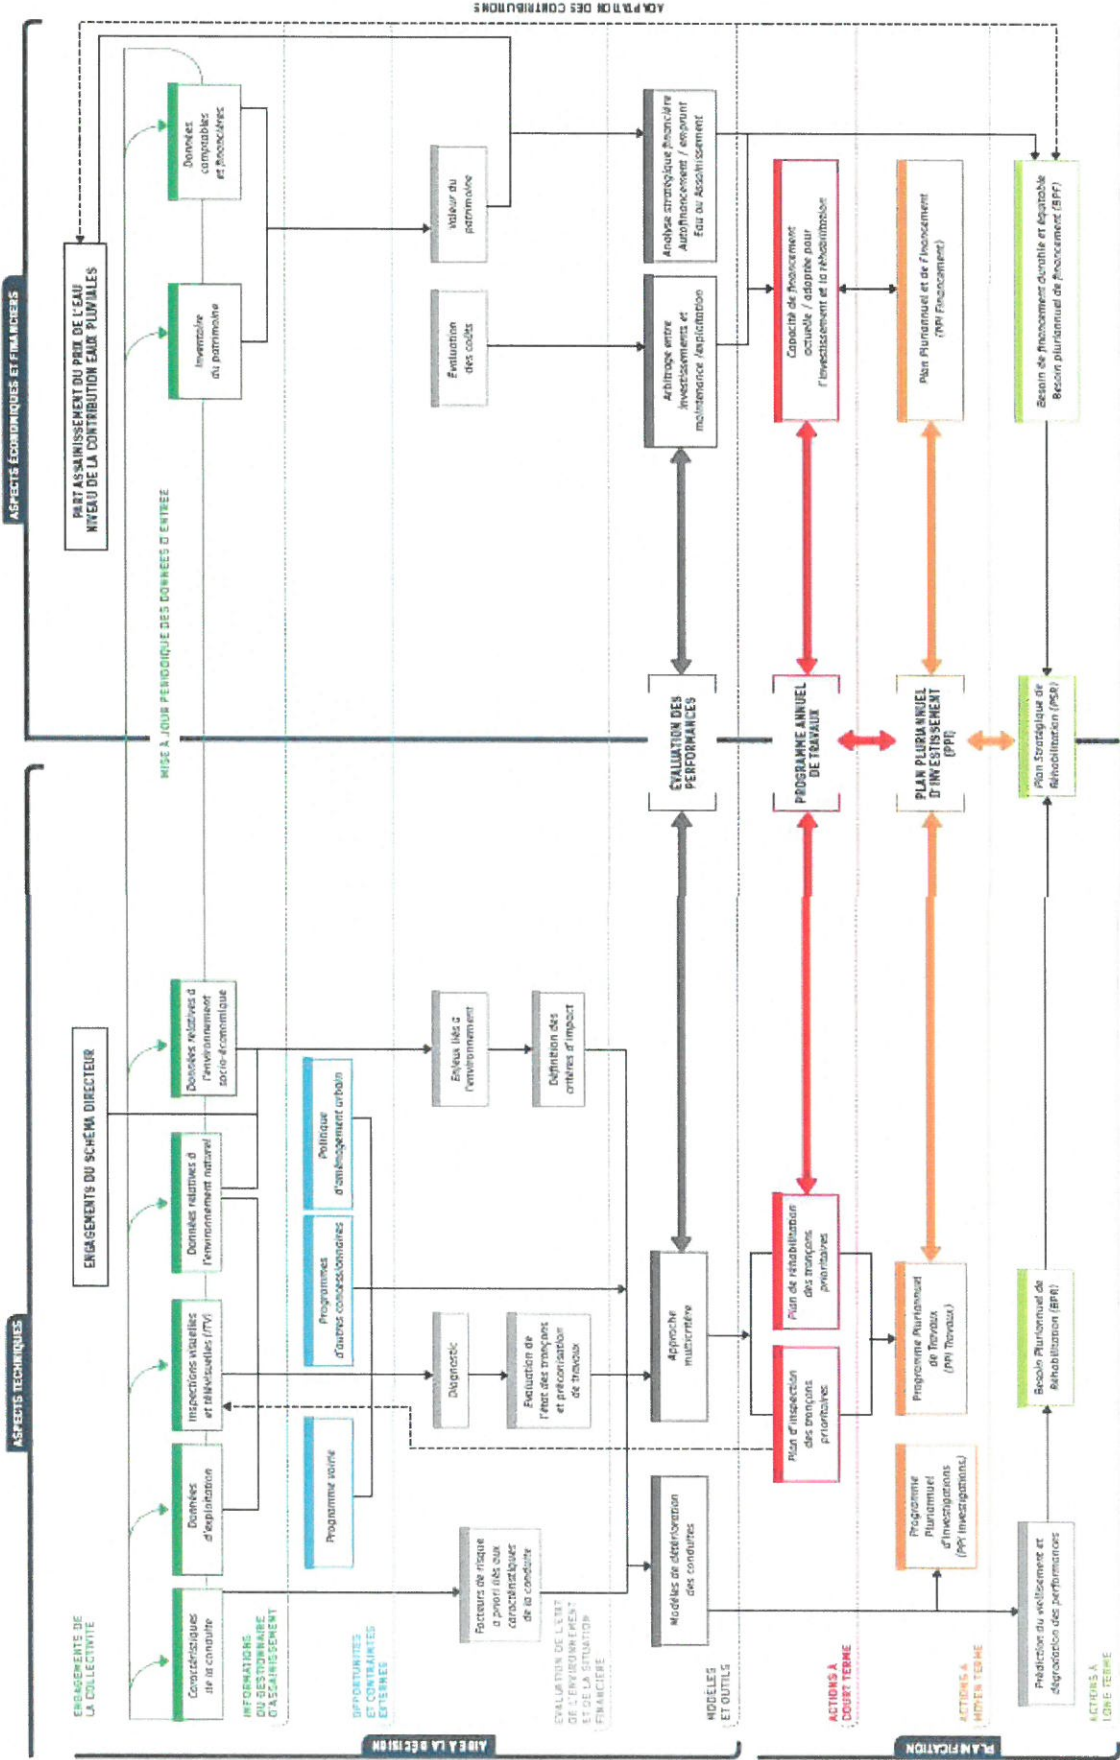 ASPECTS TECHNIQUES
ASPECTS ÉCONOMIQUES ET FINANCIERS
ENGAGEMENTS DE
LA COLLECTIVITÉ
ENGAGEMENTS DU SCHÉMA DIRECTEUR
PART ASSAINISSEMENT DU PRIX DE L'EAU
NIVEAU DE LA CONTRIBUTION EAUX PLUVIALES
MISE À JOUR PÉRIODIQUE DES DONNÉES D'ENTRÉE
Caractéristiques
de la conduite
Données
d'exploitation
Inspections visuelles
et télévisuelles (ITV)
Données relatives à
l'environnement naturel
Données relatives à
l'environnement
socio-économique
Inventaire
du patrimoine
Données
comptables
et financières
INFORMATIONS
DU GESTIONNAIRE
D'ASSAINISSEMENT
Programme voirie
Programmes
d'autres concessionnaires
Politique
d'aménagement urbain
OPPORTUNITÉS
ET CONTRAINTES
EXTERNES
Facteurs de risque
a priori liés aux
caractéristiques
de la conduite
Diagnostic
Évaluation de
l'état des tronçons
et préconisation
de travaux
Enjeux liés à
l'environnement
Définition des
critères d'impact
Évaluation
des coûts
Valeur du
patrimoine
ÉVALUATION DE L'ÉTAT
DE L'ENVIRONNEMENT
ET DE LA SITUATION
FINANCIÈRE
Modèles de détérioration
des conduites
Approche
multicritère
ÉVALUATION DES
PERFORMANCES
Arbitrage entre
investissements et
maintenance /exploitation
Analyse stratégique financière
Autofinancement / emprunt
Eau ou Assainissement
MODÈLES
ET OUTILS
Plan d'inspection
des tronçons
prioritaires
Plan de réhabilitation
des tronçons
prioritaires
PROGRAMME ANNUEL
DE TRAVAUX
Capacité de financement
actuelle / adaptée pour
l'investissement et la réhabilitation
ACTIONS À
COURT TERME
Programme
Pluriannuel
d'Investigations
(PPI Investigations)
Programme Pluriannuel
de Travaux
(PPI Travaux)
PLAN PLURIANNUEL
D'INVESTISSEMENT
(PPI)
Plan Pluriannuel et de Financement
(PPI Financement)
ACTIONS À
MOYEN TERME
Prédiction du vieillissement et
dégradation des performances
Besoin Pluriannuel de
Réhabilitation (BPR)
Plan Stratégique de
Réhabilitation (PSR)
Besoin de financement durable et équitable
Besoin pluriannuel de financement (BPF)
ACTIONS À
LONG TERME
AIDE À LA DÉCISION
PLANIFICATION
ADAPTATION DES CONTRIBUTIONS